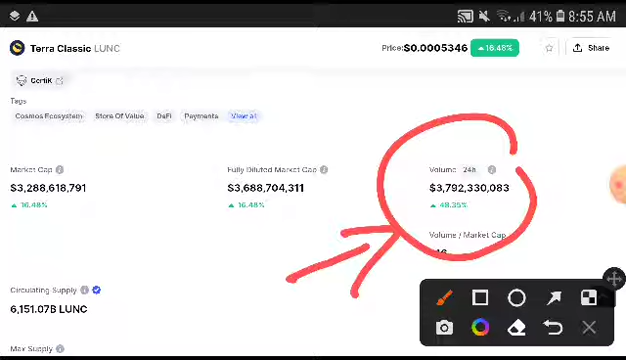 41% 8:55 AM
Terra Classic LUNC Price:$0.0005346 ▲16.48% Share
CertiK
Tags
Cosmos Ecosystem Store Of Value DeFi Payments View all
Market Cap Fully Diluted Market Cap Volume 24h
$3,288,618,791 $3,688,704,311 $3,792,330,083
▲ 16.48% ▲ 16.48% ▲ 48.35%
Volume / Market Cap
Circulating Supply
6,151.07B LUNC
Max Supply